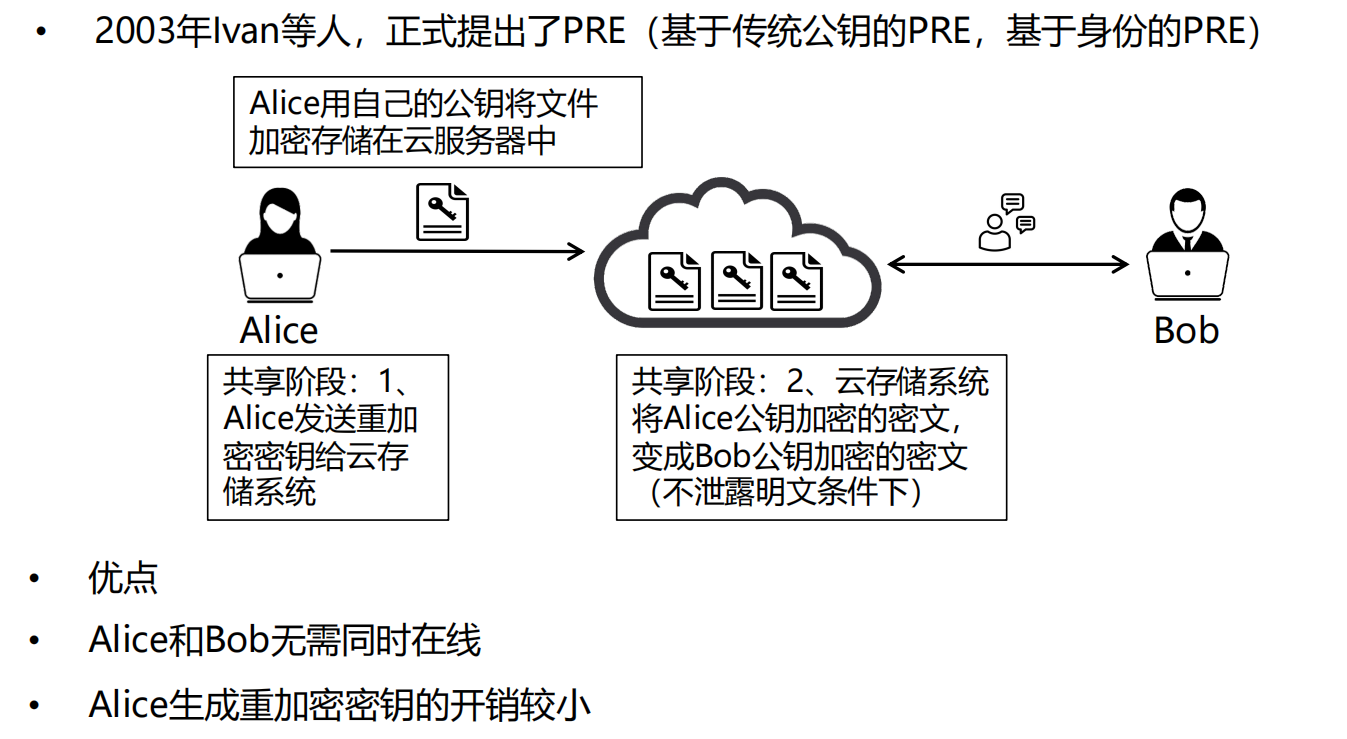 • 2003年Ivan等人，正式提出了PRE（基于传统公钥的PRE，基于身份的PRE）
Alice用自己的公钥将文件
加密存储在云服务器中
Alice
Bob
共享阶段：1、
Alice发送重加
密密钥给云存
储系统
共享阶段：2、云存储系统
将Alice公钥加密的密文，
变成Bob公钥加密的密文
（不泄露明文条件下）
• 优点
• Alice和Bob无需同时在线
• Alice生成重加密密钥的开销较小